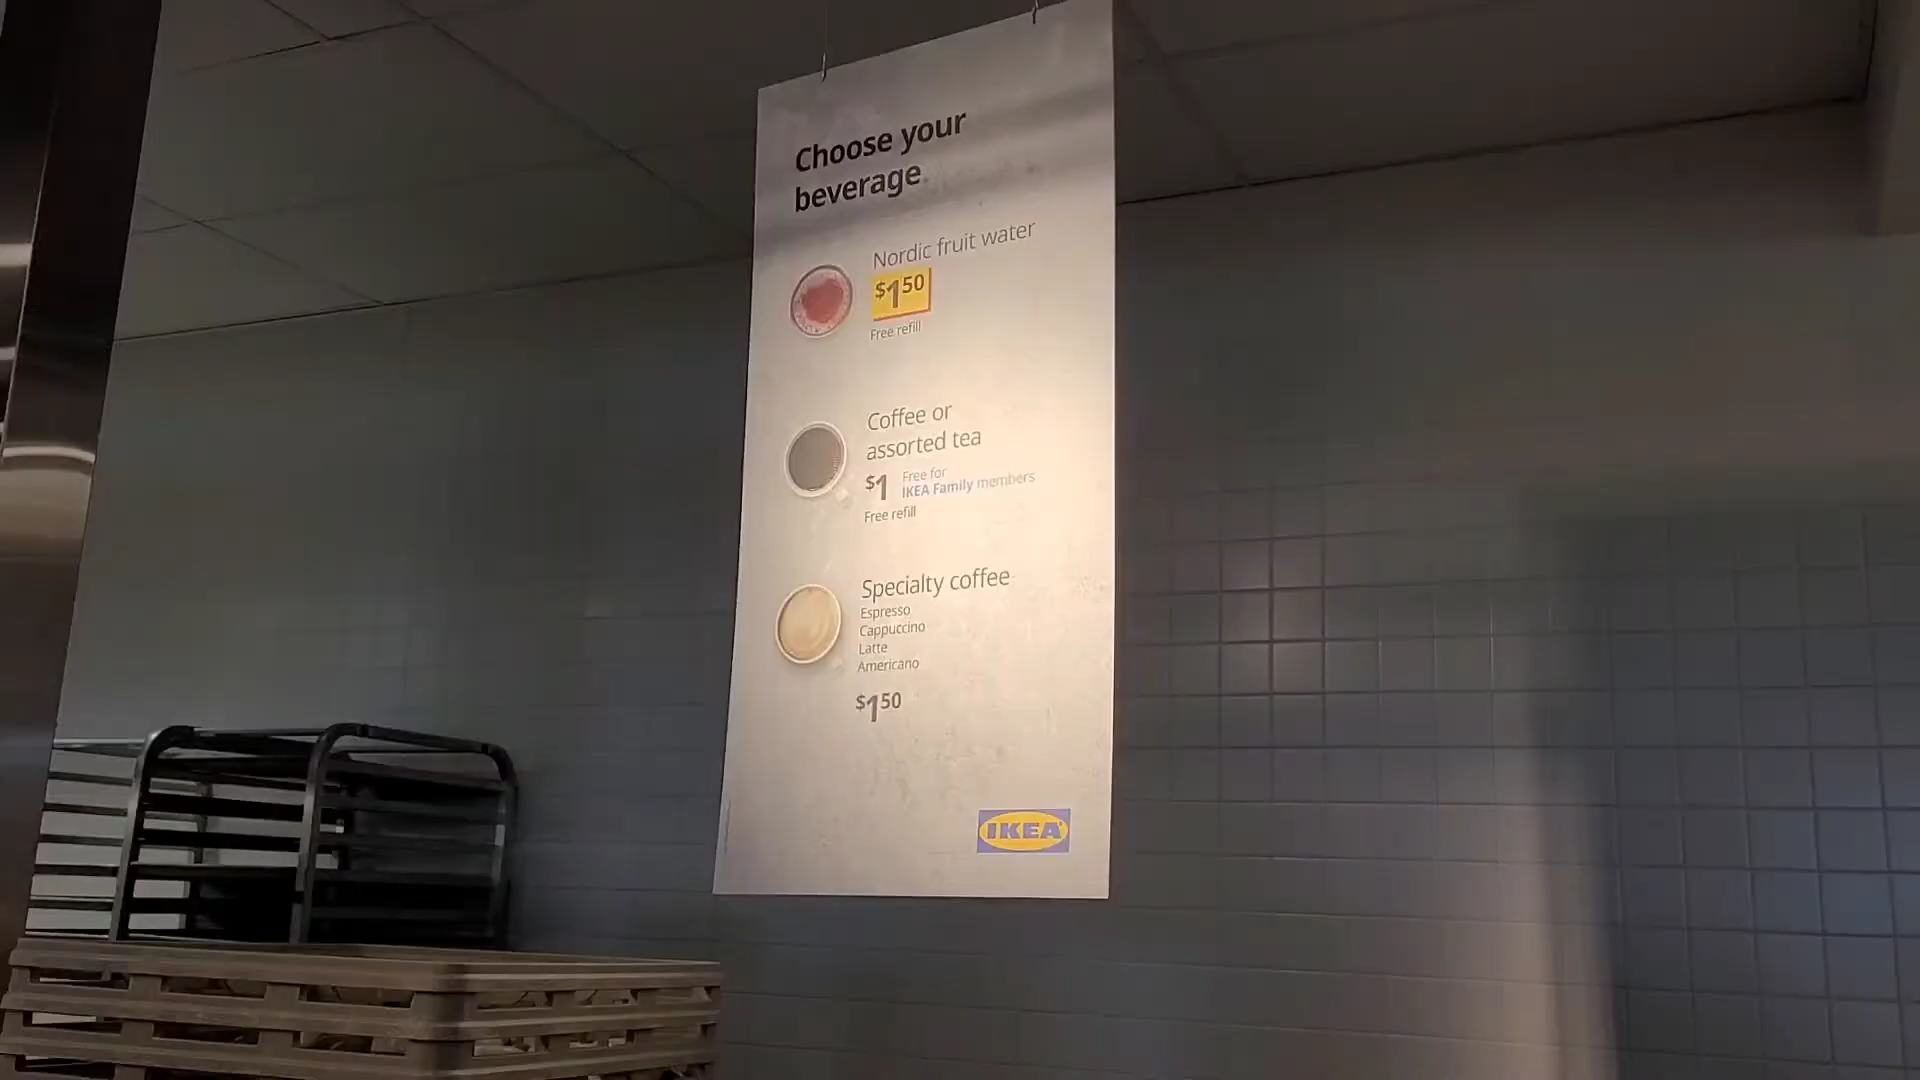 Choose your
beverage
Nordic fruit water
$1 50
Free refill
Coffee or
assorted tea
$1 Free for
IKEA Family members
Free refill
Specialty coffee
Espresso
Cappuccino
Latte
Americano
$1 50
IKEA